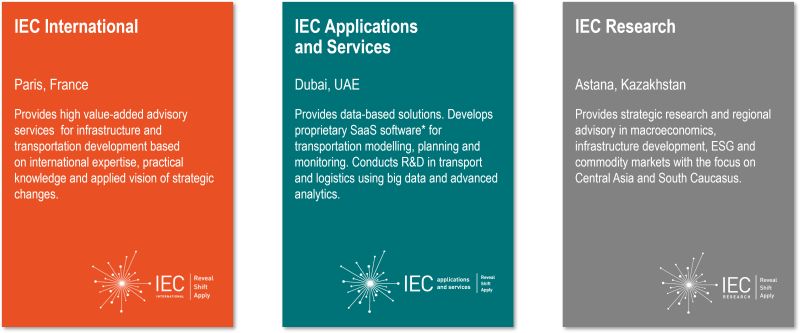 IEC International
Paris, France
Provides high value-added advisory
services for infrastructure and
transportation development based
on international expertise, practical
knowledge and applied vision of strategic
changes.
IEC
INTERNATIONAL
Reveal
Shift
Apply
IEC Applications
and Services
Dubai, UAE
Provides data-based solutions. Develops
proprietary SaaS software* for
transportation modelling, planning and
monitoring. Conducts R&D in transport
and logistics using big data and advanced
analytics.
IEC
applications
and services
Reveal
Shift
Apply
IEC Research
Astana, Kazakhstan
Provides strategic research and regional
advisory in macroeconomics,
infrastructure development, ESG and
commodity markets with the focus on
Central Asia and South Caucasus.
IEC
RESEARCH
Reveal
Shift
Apply